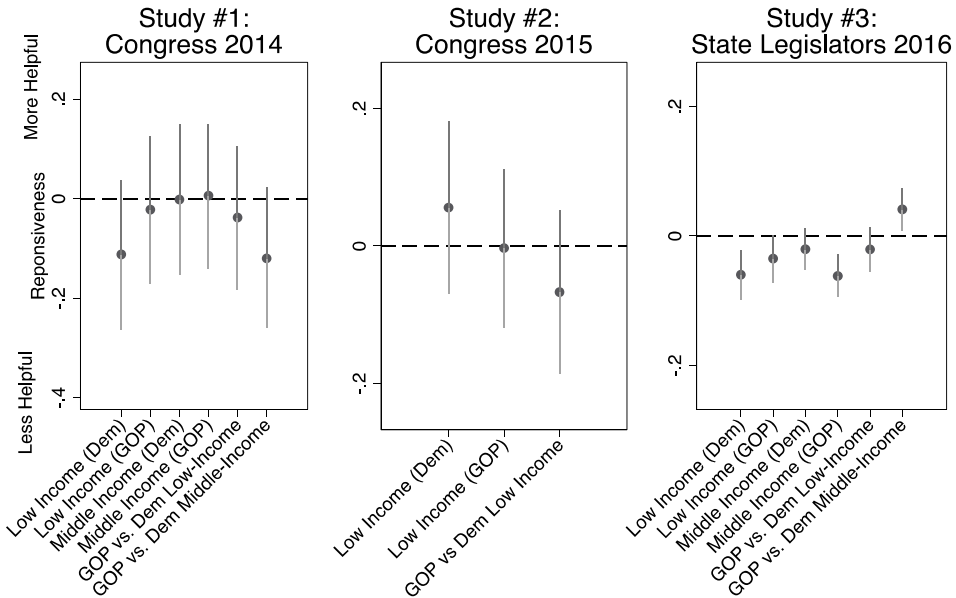 Study #1:
Congress 2014
More Helpful
Reponsiveness
Less Helpful
.2
0
-.2
-.4
Low Income (Dem)
Low Income (GOP)
Middle Income (Dem)
Middle Income (GOP)
GOP vs. Dem Low-Income
GOP vs. Dem Middle-Income
Study #2:
Congress 2015
.2
0
-.2
Low Income (Dem)
Low Income (GOP)
GOP vs Dem Low Income
Study #3:
State Legislators 2016
.2
0
-.2
Low Income (Dem)
Low Income (GOP)
Middle Income (Dem)
Middle Income (GOP)
GOP vs. Dem Low-Income
GOP vs. Dem Middle-Income